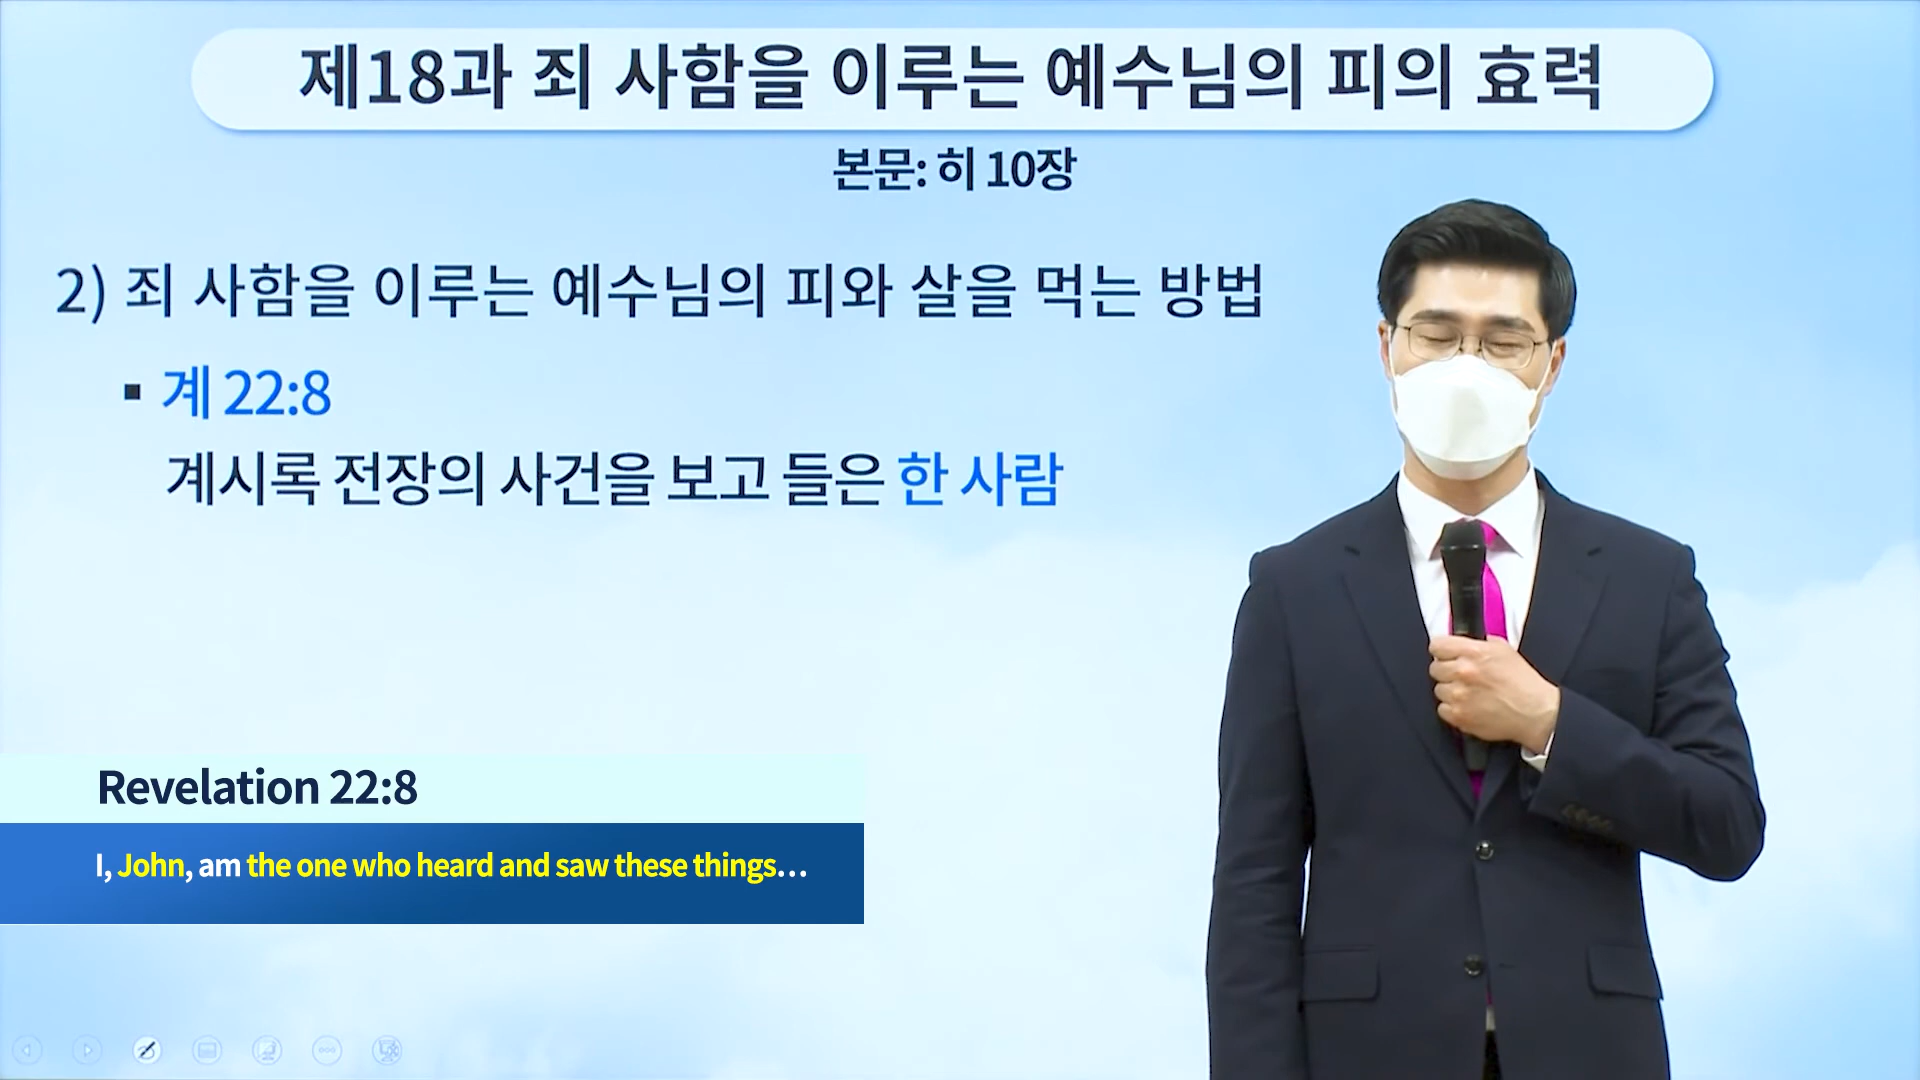 제18과 죄 사함을 이루는 예수님의 피의 효력
본문: 히 10장
2) 죄 사함을 이루는 예수님의 피와 살을 먹는 방법
▪ 계 22:8
계시록 전장의 사건을 보고 들은 한 사람
Revelation 22:8
I, John, am the one who heard and saw these things…